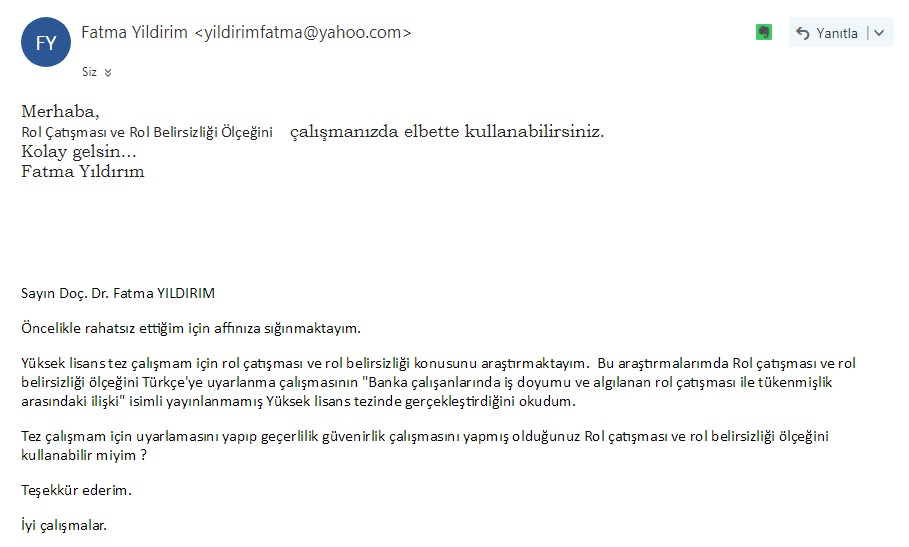 FY
Fatma Yildirim <yildirimfatma@yahoo.com>
Yanıtla
Siz
Merhaba,
Rol Çatışması ve Rol Belirsizliği Ölçeğini çalışmanızda elbette kullanabilirsiniz.
Kolay gelsin...
Fatma Yıldırım
Sayın Doç. Dr. Fatma YILDIRIM
Öncelikle rahatsız ettiğim için affınıza sığınmaktayım.
Yüksek lisans tez çalışmam için rol çatışması ve rol belirsizliği konusunu araştırmaktayım. Bu araştırmalarımda Rol çatışması ve rol
belirsizliği ölçeğini Türkçe'ye uyarlanma çalışmasının "Banka çalışanlarında iş doyumu ve algılanan rol çatışması ile tükenmişlik
arasındaki ilişki" isimli yayınlanmamış Yüksek lisans tezinde gerçekleştirdiğini okudum.
Tez çalışmam için uyarlamasını yapıp geçerlilik güvenirlik çalışmasını yapmış olduğunuz Rol çatışması ve rol belirsizliği ölçeğini
kullanabilir miyim ?
Teşekkür ederim.
İyi çalışmalar.